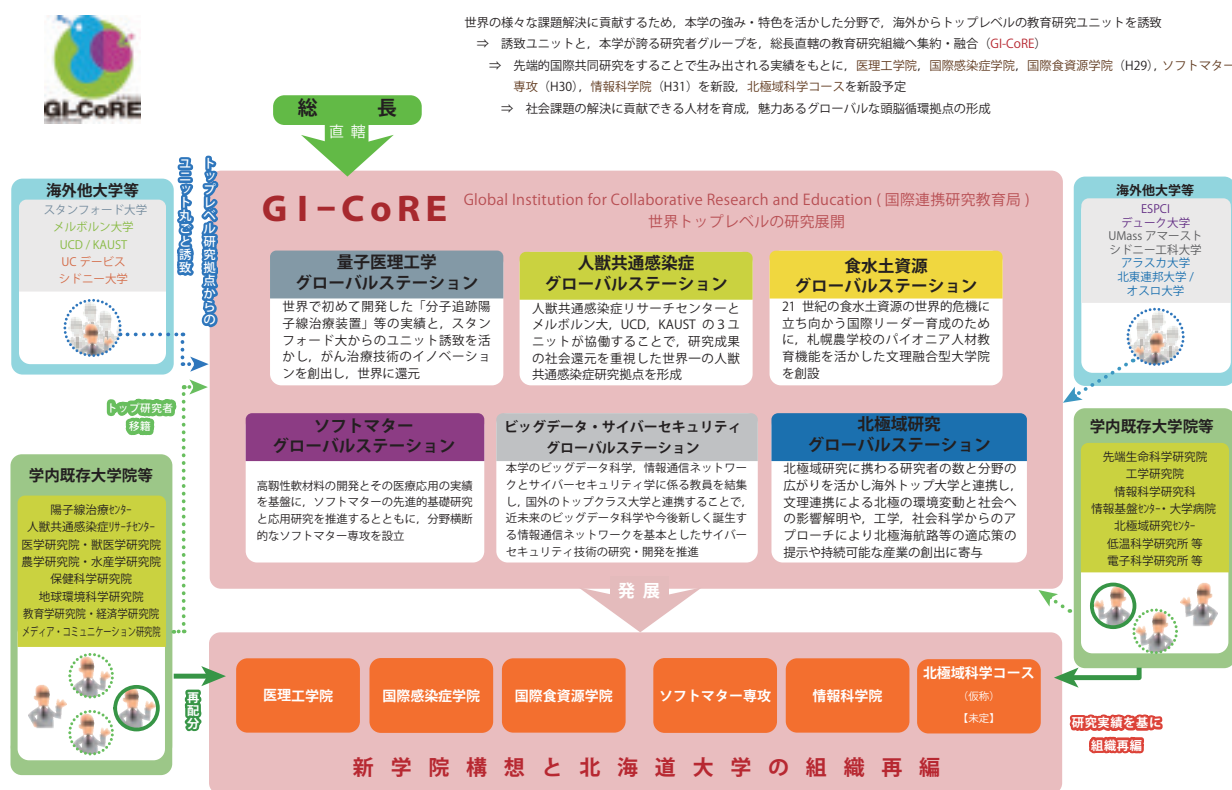 GI-CoRE
世界の様々な課題解決に貢献するため，本学の強み・特色を活かした分野で，海外からトップレベルの教育研究ユニットを誘致
⇒ 誘致ユニットと，本学が誇る研究者グループを，総長直轄の教育研究組織へ集約・融合（GI-CoRE）
⇒ 先端的国際共同研究をすることで生み出される実績をもとに，医理工学院，国際感染症学院，国際食資源学院（H29），ソフトマター
専攻（H30），情報科学院（H31）を新設，北極域科学コースを新設予定
⇒ 社会課題の解決に貢献できる人材を育成，魅力あるグローバルな頭脳循環拠点の形成
総 長
直轄
トップレベル研究拠点からの
ユニット丸ごと誘致
海外他大学等
スタンフォード大学
メルボルン大学
UCD / KAUST
UC デービス
シドニー大学
トップ研究者
移籍
学内既存大学院等
陽子線治療センター
人獣共通感染症リサーチセンター
医学研究院・獣医学研究院
農学研究院・水産学研究院
保健科学研究院
地球環境科学研究院
教育学研究院・経済学研究院
メディア・コミュニケーション研究院
再配分
GI−CoRE
Global Institution for Collaborative Research and Education ( 国際連携研究教育局 )
世界トップレベルの研究展開
量子医理工学
グローバルステーション
世界で初めて開発した「分子追跡陽
子線治療装置」等の実績と，スタン
フォード大からのユニット誘致を活
かし，がん治療技術のイノベーショ
ンを創出し，世界に還元
人獣共通感染症
グローバルステーション
人獣共通感染症リサーチセンターと
メルボルン大，UCD，KAUST の３ユ
ニットが協働することで，研究成果
の社会還元を重視した世界一の人獣
共通感染症研究拠点を形成
食水土資源
グローバルステーション
21 世紀の食水土資源の世界的危機に
立ち向かう国際リーダー育成のため
に，札幌農学校のパイオニア人材教
育機能を活かした文理融合型大学院
を創設
ソフトマター
グローバルステーション
高靱性軟材料の開発とその医療応用の実績
を基盤に，ソフトマターの先進的基礎研究
と応用研究を推進するとともに，分野横断
的なソフトマター専攻を設立
ビッグデータ・サイバーセキュリティ
グローバルステーション
本学のビッグデータ科学，情報通信ネットワー
クとサイバーセキュリティ学に係る教員を結集
し，国外のトップクラス大学と連携することで，
近未来のビッグデータ科学や今後新しく誕生す
る情報通信ネットワークを基本としたサイバー
セキュリティ技術の研究・開発を推進
北極域研究
グローバルステーション
北極域研究に携わる研究者の数と分野の
広がりを活かし海外トップ大学と連携し，
文理連携による北極の環境変動と社会へ
の影響解明や，工学，社会科学からのア
プローチにより北極海航路等の適応策の
提示や持続可能な産業の創出に寄与
海外他大学等
ESPCI
デューク大学
UMass アマースト
シドニー工科大学
アラスカ大学
北東連邦大学 /
オスロ大学
学内既存大学院等
先端生命科学研究院
工学研究院
情報科学研究科
情報基盤センター・大学病院
北極域研究センター
低温科学研究所 等
電子科学研究所 等
発 展
医理工学院
国際感染症学院
国際食資源学院
ソフトマター専攻
情報科学院
北極域科学コース
（仮称）
【未定】
研究実績を基に
組織再編
新学院構想と北海道大学の組織再編